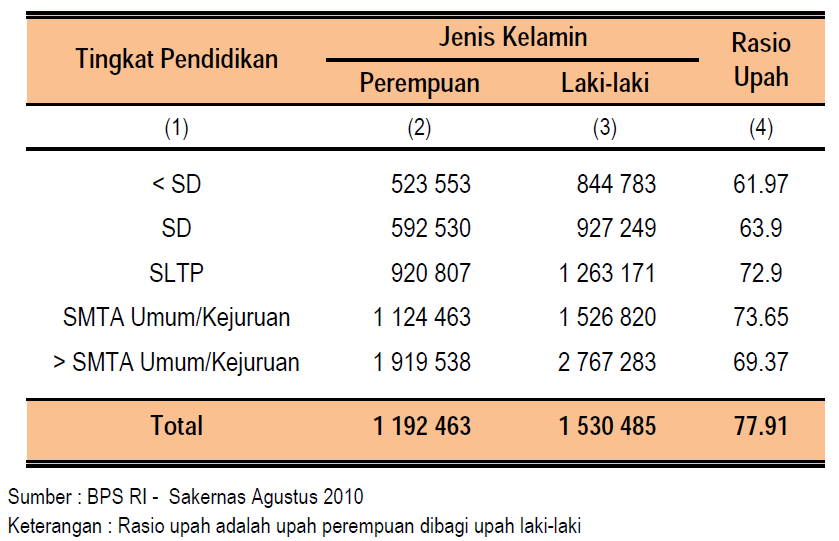 Tingkat Pendidikan Jenis Kelamin Rasio Upah
Perempuan Laki-laki
(1) (2) (3) (4)
< SD 523 553 844 783 61.97
SD 592 530 927 249 63.9
SLTP 920 807 1 263 171 72.9
SMTA Umum/Kejuruan 1 124 463 1 526 820 73.65
> SMTA Umum/Kejuruan 1 919 538 2 767 283 69.37
Total 1 192 463 1 530 485 77.91
Sumber : BPS RI - Sakernas Agustus 2010
Keterangan : Rasio upah adalah upah perempuan dibagi upah laki-laki